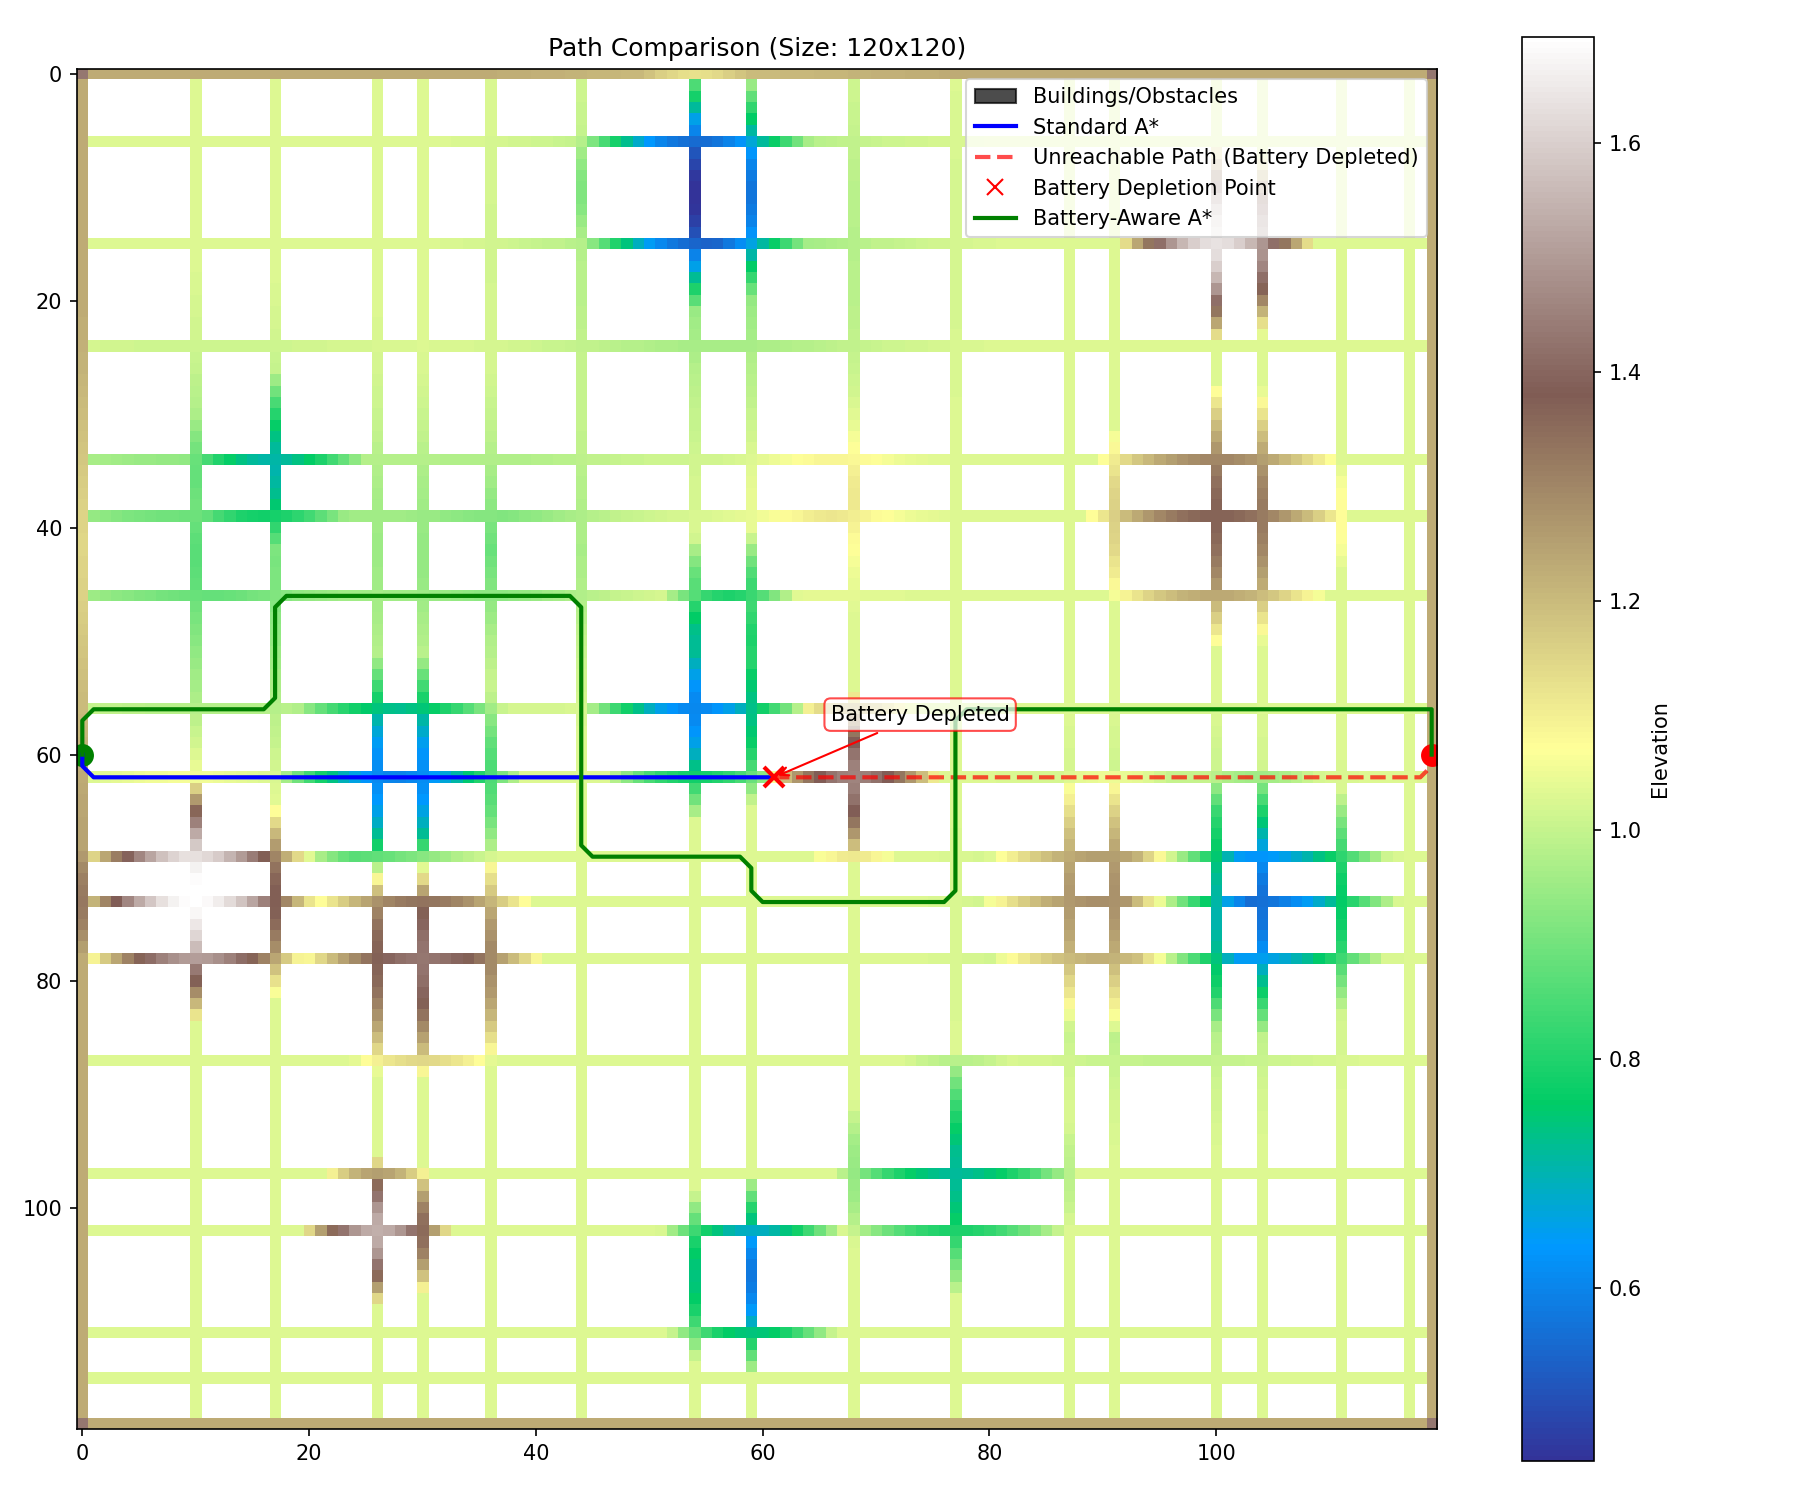 Path Comparison (Size: 120x120)
Buildings/Obstacles
Standard A*
Unreachable Path (Battery Depleted)
Battery Depletion Point
Battery-Aware A*
Battery Depleted
0
20
40
60
80
100
0
20
40
60
80
100
1.6
1.4
1.2
1.0
0.8
0.6
Elevation